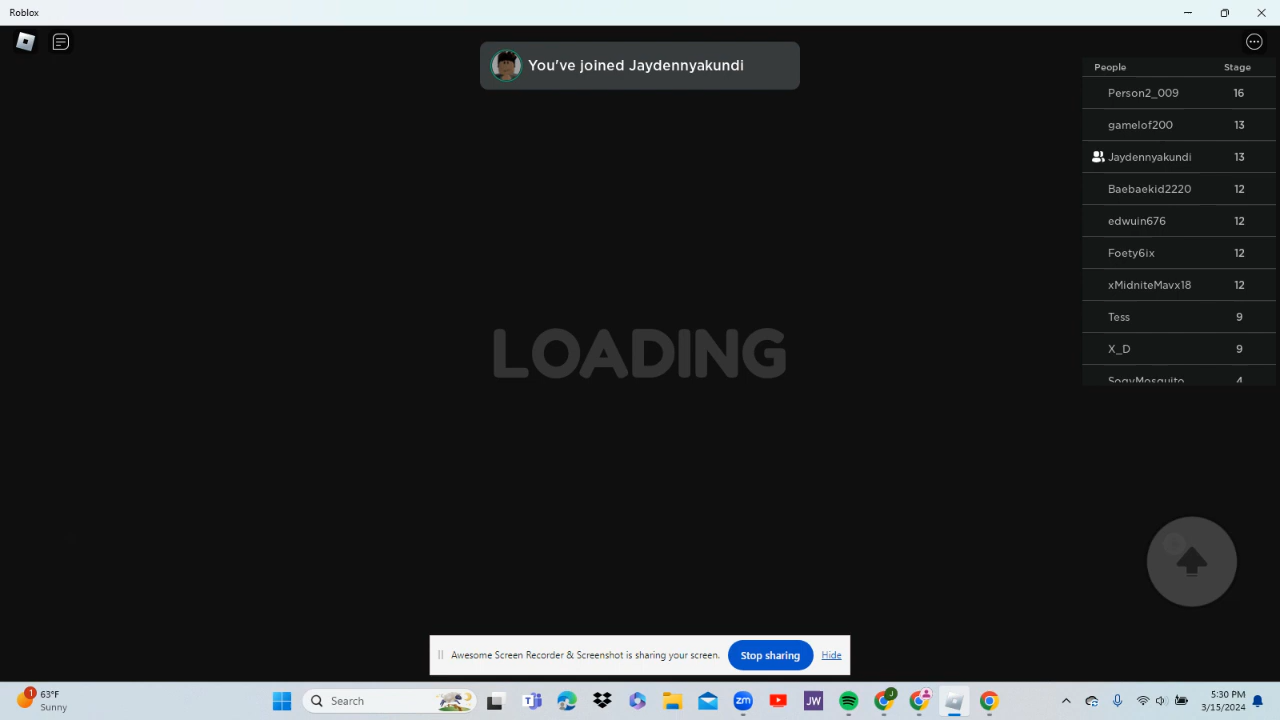 Roblox
You've joined Jaydennyakundi
People Stage
Person2_009 16
gamelof200 13
Jaydennyakundi 13
Baebaekid2220 12
edwuin676 12
Foety6ix 12
xMidniteMavx18 12
Tess 9
X_D 9
SogyMosquito 4
LOADING
Awesome Screen Recorder & Screenshot is sharing your screen. Stop sharing Hide
1
63°F
Sunny
Search
JW
J
5:30 PM
3/15/2024